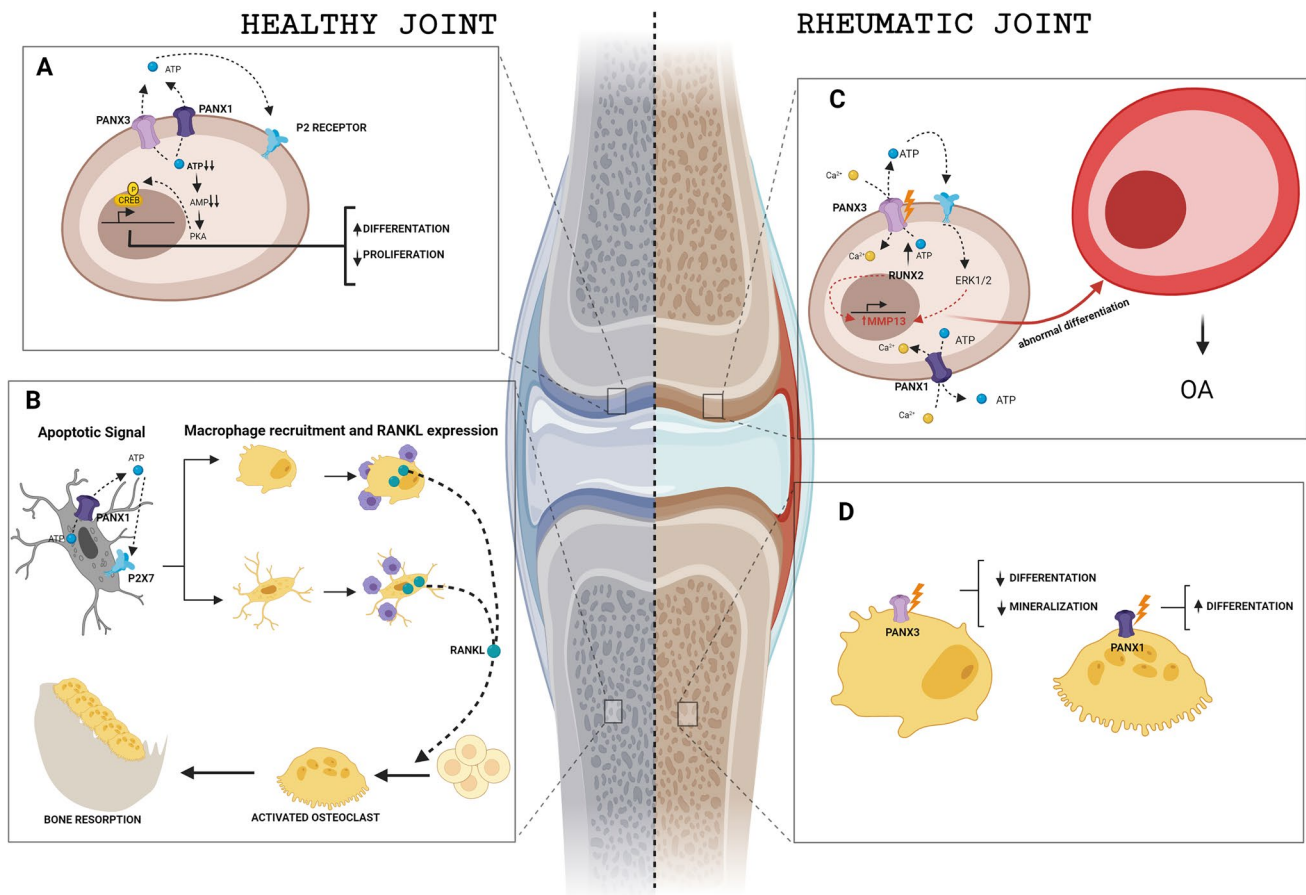 HEALTHY JOINT
RHEUMATIC JOINT
A
ATP
PANX3
PANX1
P2 RECEPTOR
ATP↓↓
P
CREB
AMP↓↓
PKA
↑DIFFERENTATION
↓PROLIFERATION
B
Apoptotic Signal
Macrophage recruitment and RANKL expression
ATP
PANX1
ATP
P2X7
RANKL
BONE RESORPTION
ACTIVATED OSTEOCLAST
C
ATP
Ca²⁺
PANX3
Ca²⁺
ATP
RUNX2
ERK1/2
↑MMP13
Ca²⁺
ATP
PANX1
ATP
Ca²⁺
abnormal differentiation
OA
D
PANX3
↓ DIFFERENTATION
↓ MINERALIZATION
PANX1
↑ DIFFERENTATION